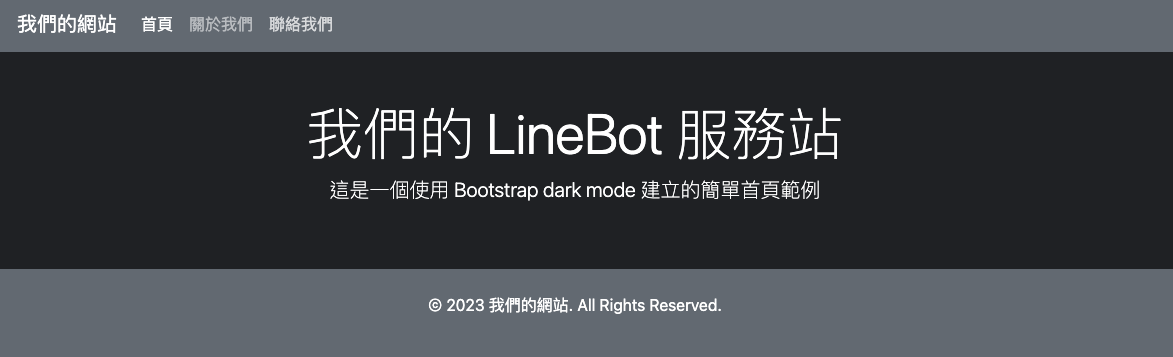 我們的網站 首頁 關於我們 聯絡我們
我們的 LineBot 服務站
這是一個使用 Bootstrap dark mode 建立的簡單首頁範例
© 2023 我們的網站. All Rights Reserved.